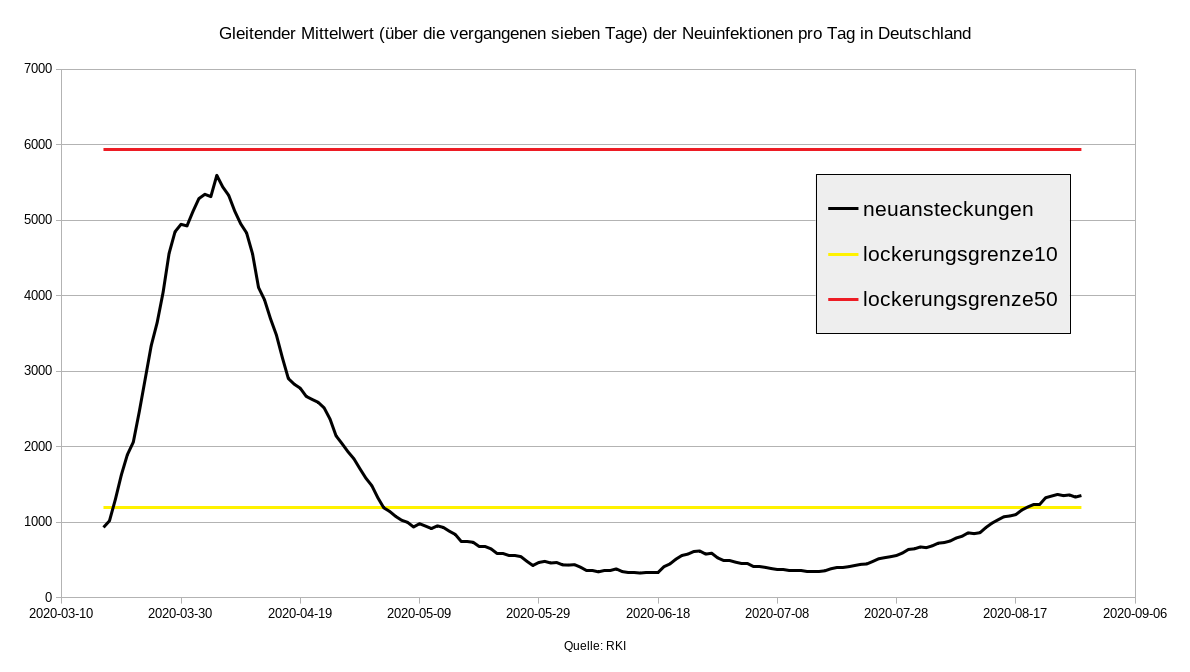 Gleitender Mittelwert (über die vergangenen sieben Tage) der Neuinfektionen pro Tag in Deutschland
7000
6000
5000
4000
3000
2000
1000
0
neuansteckungen
lockerungsgrenze10
lockerungsgrenze50
2020-03-10 2020-03-30 2020-04-19 2020-05-09 2020-05-29 2020-06-18 2020-07-08 2020-07-28 2020-08-17 2020-09-06
Quelle: RKI